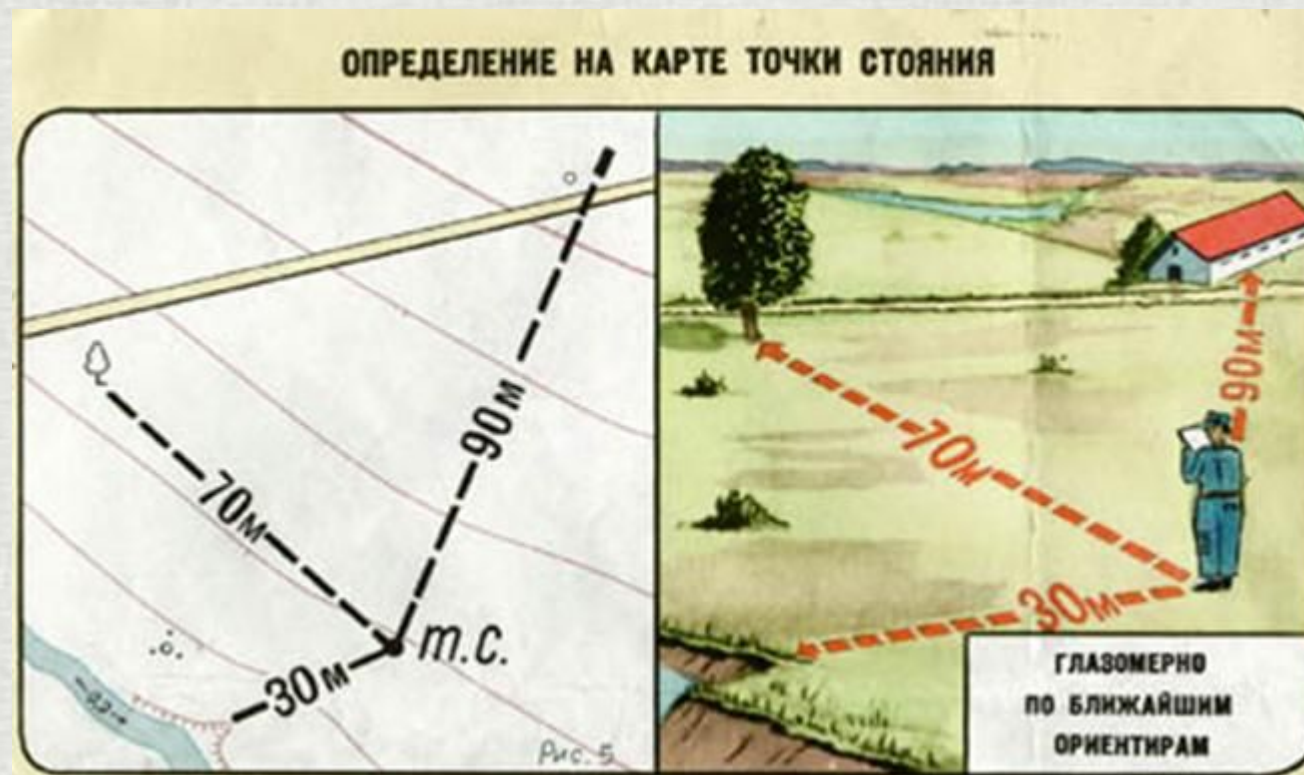 ОПРЕДЕЛЕНИЕ НА КАРТЕ ТОЧКИ СТОЯНИЯ
90м
70м
30м
т.с.
Рис. 5
90м
70м
30м
ГЛАЗОМЕРНО
ПО БЛИЖАЙШИМ
ОРИЕНТИРАМ